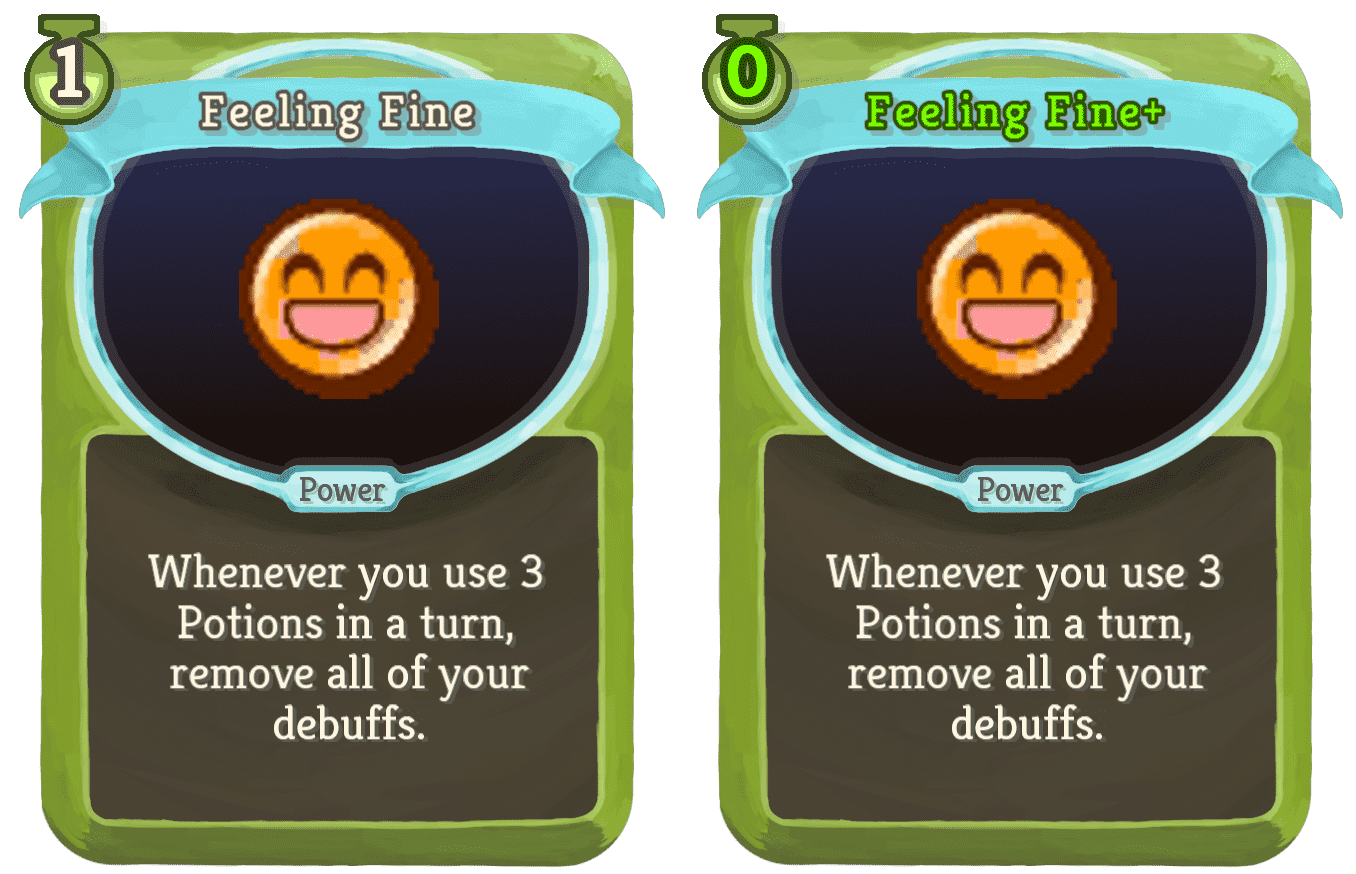 1
Feeling Fine
Power
Whenever you use 3
Potions in a turn,
remove all of your
debuffs.
0
Feeling Fine+
Power
Whenever you use 3
Potions in a turn,
remove all of your
debuffs.